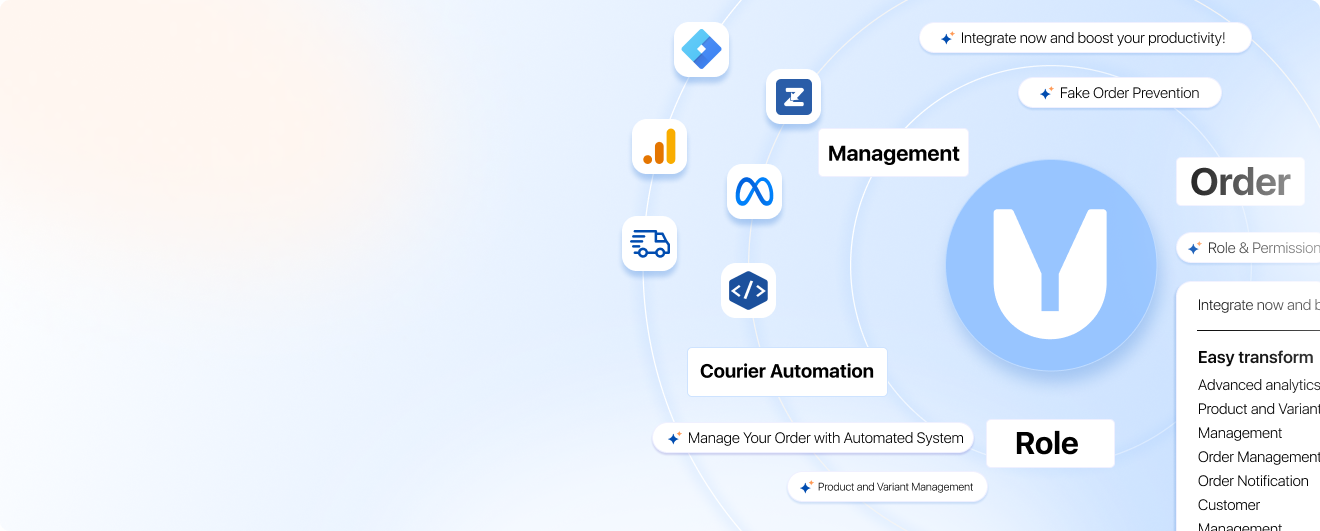 Integrate now and boost your productivity!
Fake Order Prevention
Management
Order
Role & Permission
Integrate now and b
Easy transform
Advanced analytics
Product and Variant
Management
Order Management
Order Notification
Customer
Management
Courier Automation
Manage Your Order with Automated System
Role
Product and Variant Management